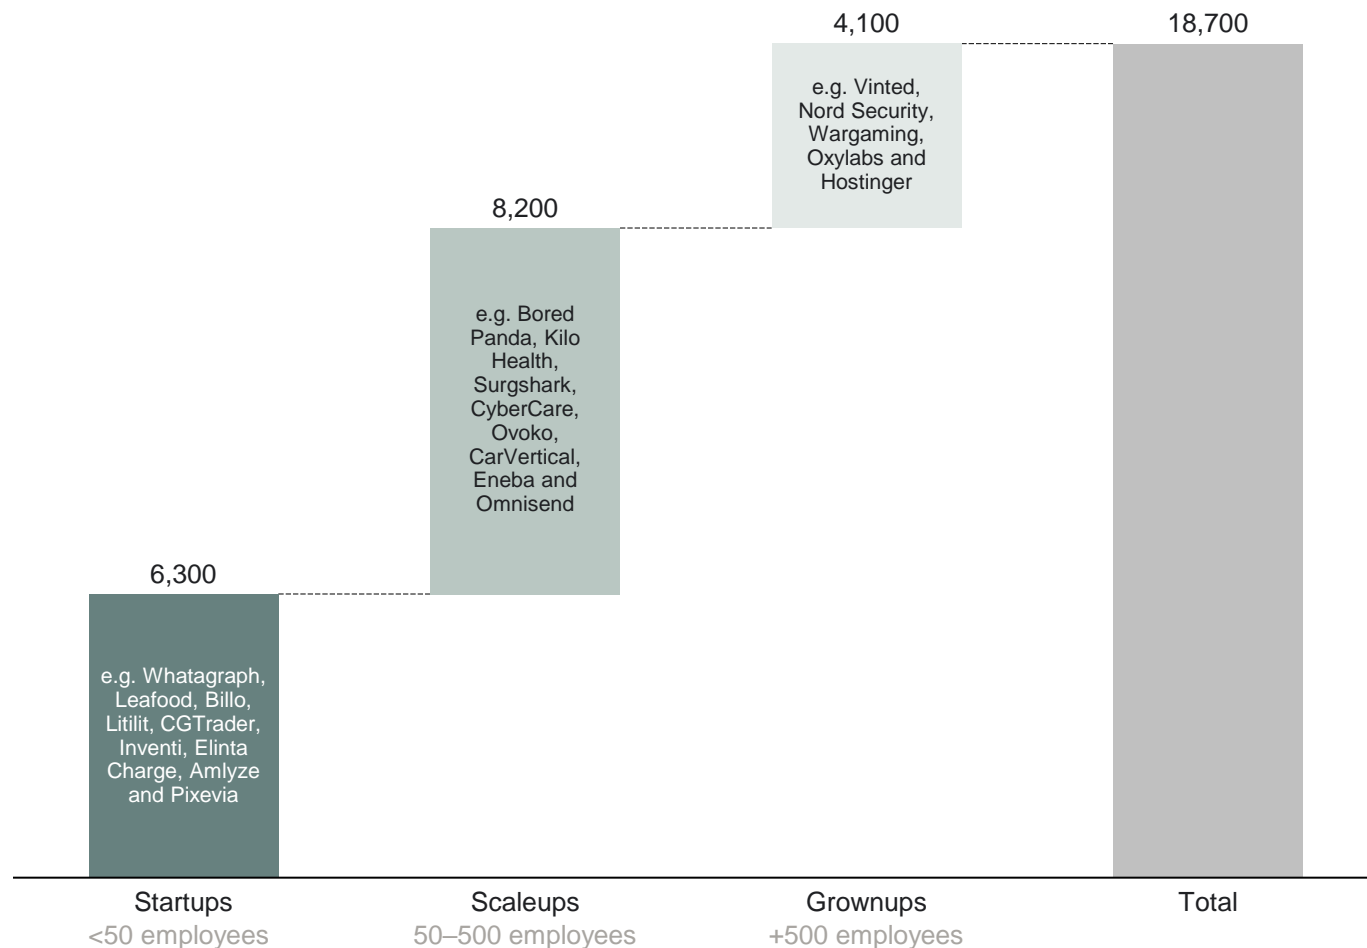 4,100
18,700
e.g. Vinted,
Nord Security,
Wargaming,
Oxylabs and
Hostinger
8,200
e.g. Bored
Panda, Kilo
Health,
Surgshark,
CyberCare,
Ovoko,
CarVertical,
Eneba and
Omnisend
6,300
e.g. Whatagraph,
Leafood, Billo,
Litilit, CGTrader,
Inventi, Elinta
Charge, Amlyze
and Pixevia
Startups
<50 employees
Scaleups
50–500 employees
Grownups
+500 employees
Total